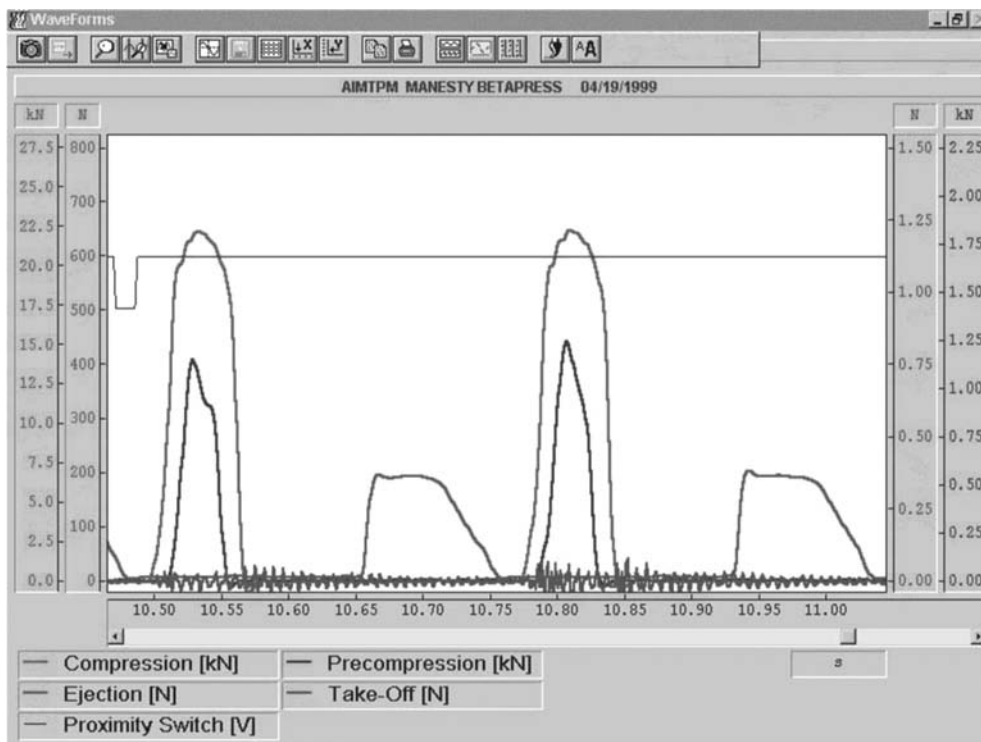 WaveForms
X Y AA
AIMTPM MANESTY BETAPRESS 04/19/1999
kN N N kN
27.5 800 1.50 2.25
25.0 700 1.25 2.00
22.5 600 1.00 1.75
20.0 500 0.75 1.50
17.5 400 0.50 1.25
15.0 300 0.25 1.00
12.5 200 0.00 0.75
10.0 100 0.50
7.5 0 0.25
5.0 0.00
2.5
0.0
10.50 10.55 10.60 10.65 10.70 10.75 10.80 10.85 10.90 10.95 11.00
Compression [kN] Precompression [kN] s
Ejection [N] Take-Off [N]
Proximity Switch [V]